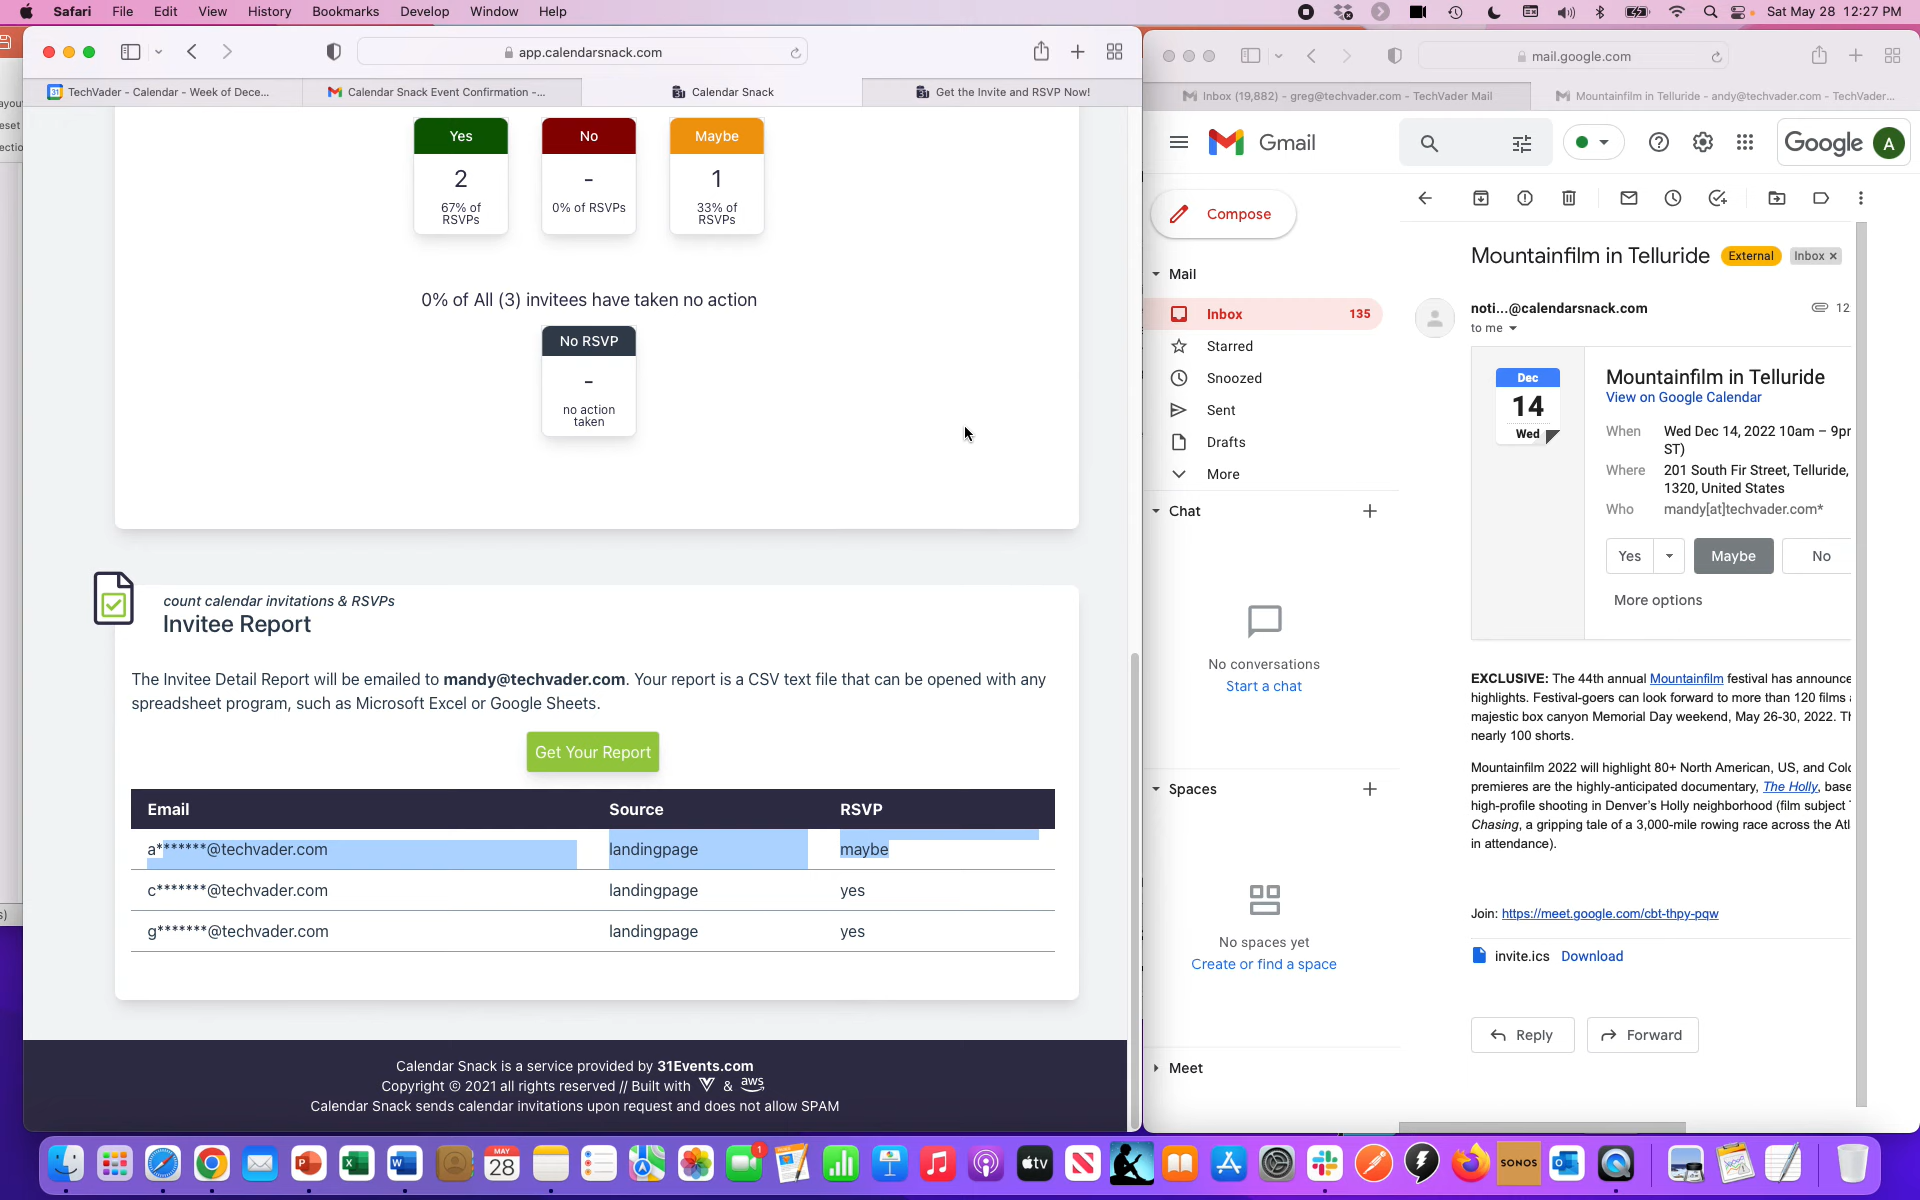 Safari File Edit View History Bookmarks Develop Window Help
Sat May 28 12:27 PM
app.calendarsnack.com
TechVader - Calendar - Week of Dece...
Calendar Snack Event Confirmation -...
Calendar Snack
Get the Invite and RSVP Now!
Yes
No
Maybe
2
-
1
67% of
RSVPs
0% of RSVPs
33% of
RSVPs
0% of All (3) invitees have taken no action
No RSVP
-
no action
taken
count calendar invitations & RSVPs
Invitee Report
The Invitee Detail Report will be emailed to mandy@techvader.com. Your report is a CSV text file that can be opened with any
spreadsheet program, such as Microsoft Excel or Google Sheets.
Get Your Report
Email Source RSVP
a*******@techvader.com landingpage maybe
c*******@techvader.com landingpage yes
g*******@techvader.com landingpage yes
Calendar Snack is a service provided by 31Events.com
Copyright © 2021 all rights reserved // Built with & aws
Calendar Snack sends calendar invitations upon request and does not allow SPAM
mail.google.com
Inbox (19,882) - greg@techvader.com - TechVader Mail
Mountainfilm in Telluride - andy@techvader.com - TechVader...
Gmail
Google A
Compose
Mail
Inbox 135
Starred
Snoozed
Sent
Drafts
More
Chat
No conversations
Start a chat
Spaces
No spaces yet
Create or find a space
Meet
Mountainfilm in Telluride External Inbox ×
noti...@calendarsnack.com 12
to me
Dec
14
Wed
Mountainfilm in Telluride
View on Google Calendar
When Wed Dec 14, 2022 10am – 9pr
ST)
Where 201 South Fir Street, Telluride,
1320, United States
Who mandy[at]techvader.com*
Yes
Maybe
No
More options
EXCLUSIVE: The 44th annual Mountainfilm festival has announce
highlights. Festival-goers can look forward to more than 120 films
majestic box canyon Memorial Day weekend, May 26-30, 2022. Th
nearly 100 shorts.
Mountainfilm 2022 will highlight 80+ North American, US, and Colo
premieres are the highly-anticipated documentary, The Holly, base
high-profile shooting in Denver's Holly neighborhood (film subject
Chasing, a gripping tale of a 3,000-mile rowing race across the Atl
in attendance).
Join: https://meet.google.com/cbt-thpy-pqw
invite.ics Download
Reply
Forward
MAY
28
1
tv
SONOS